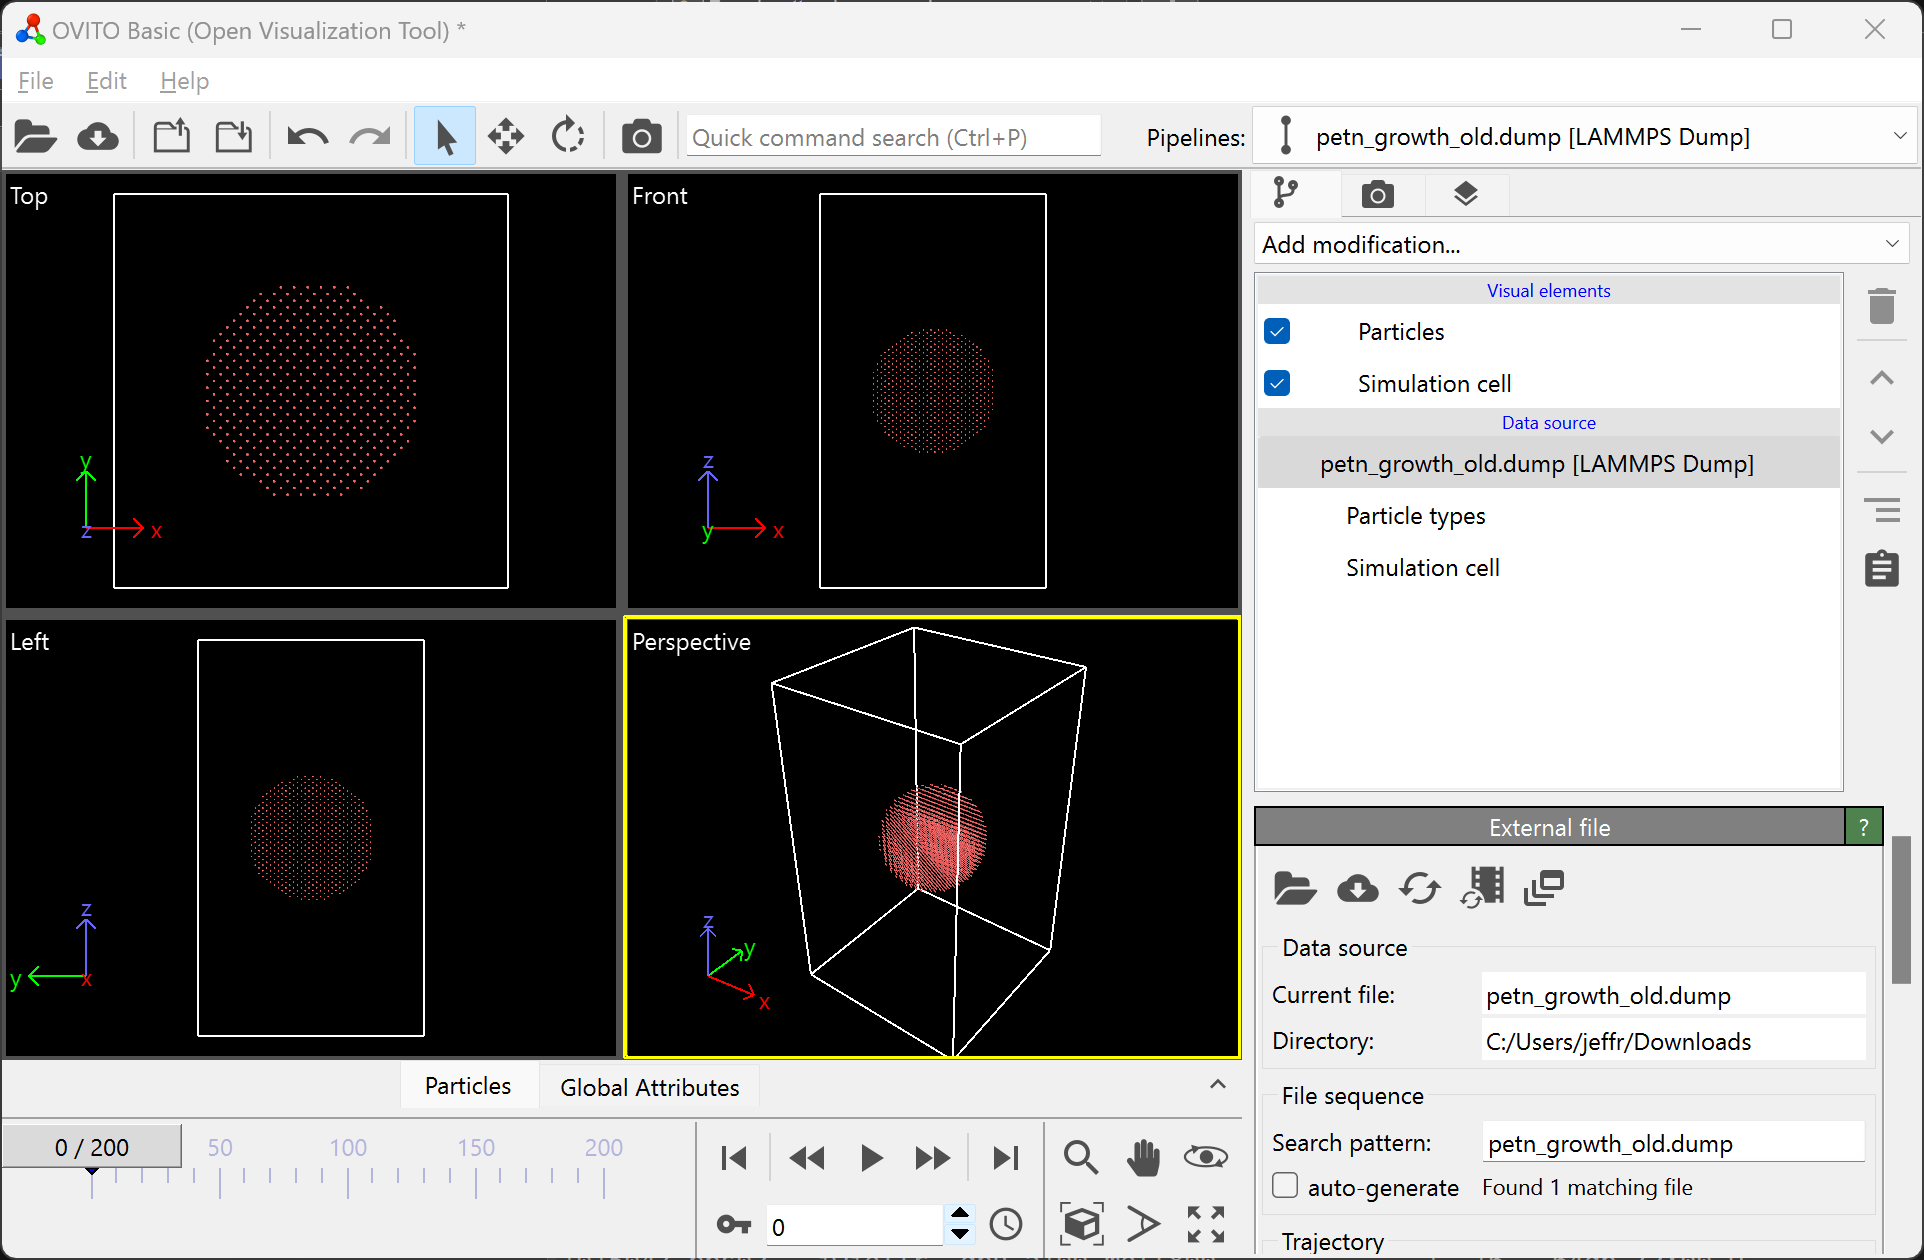 OVITO Basic (Open Visualization Tool) *
File Edit Help
Quick command search (Ctrl+P)
Pipelines:
petn_growth_old.dump [LAMMPS Dump]
Top
y
z
x
Front
z
y
x
Left
z
y
x
Perspective
z
y
x
Add modification...
Visual elements
Particles
Simulation cell
Data source
petn_growth_old.dump [LAMMPS Dump]
Particle types
Simulation cell
External file
?
Data source
Current file: petn_growth_old.dump
Directory: C:/Users/jeffr/Downloads
File sequence
Search pattern: petn_growth_old.dump
auto-generate Found 1 matching file
Trajectory
Particles Global Attributes
0 / 200 50 100 150 200
0